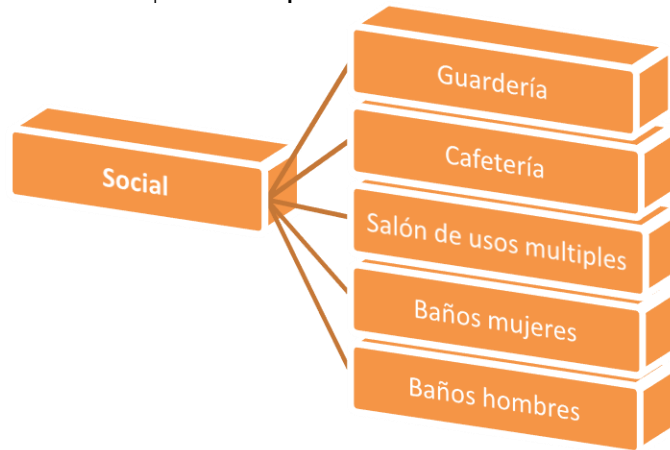 Social
Guardería
Cafetería
Salón de usos multiples
Baños mujeres
Baños hombres